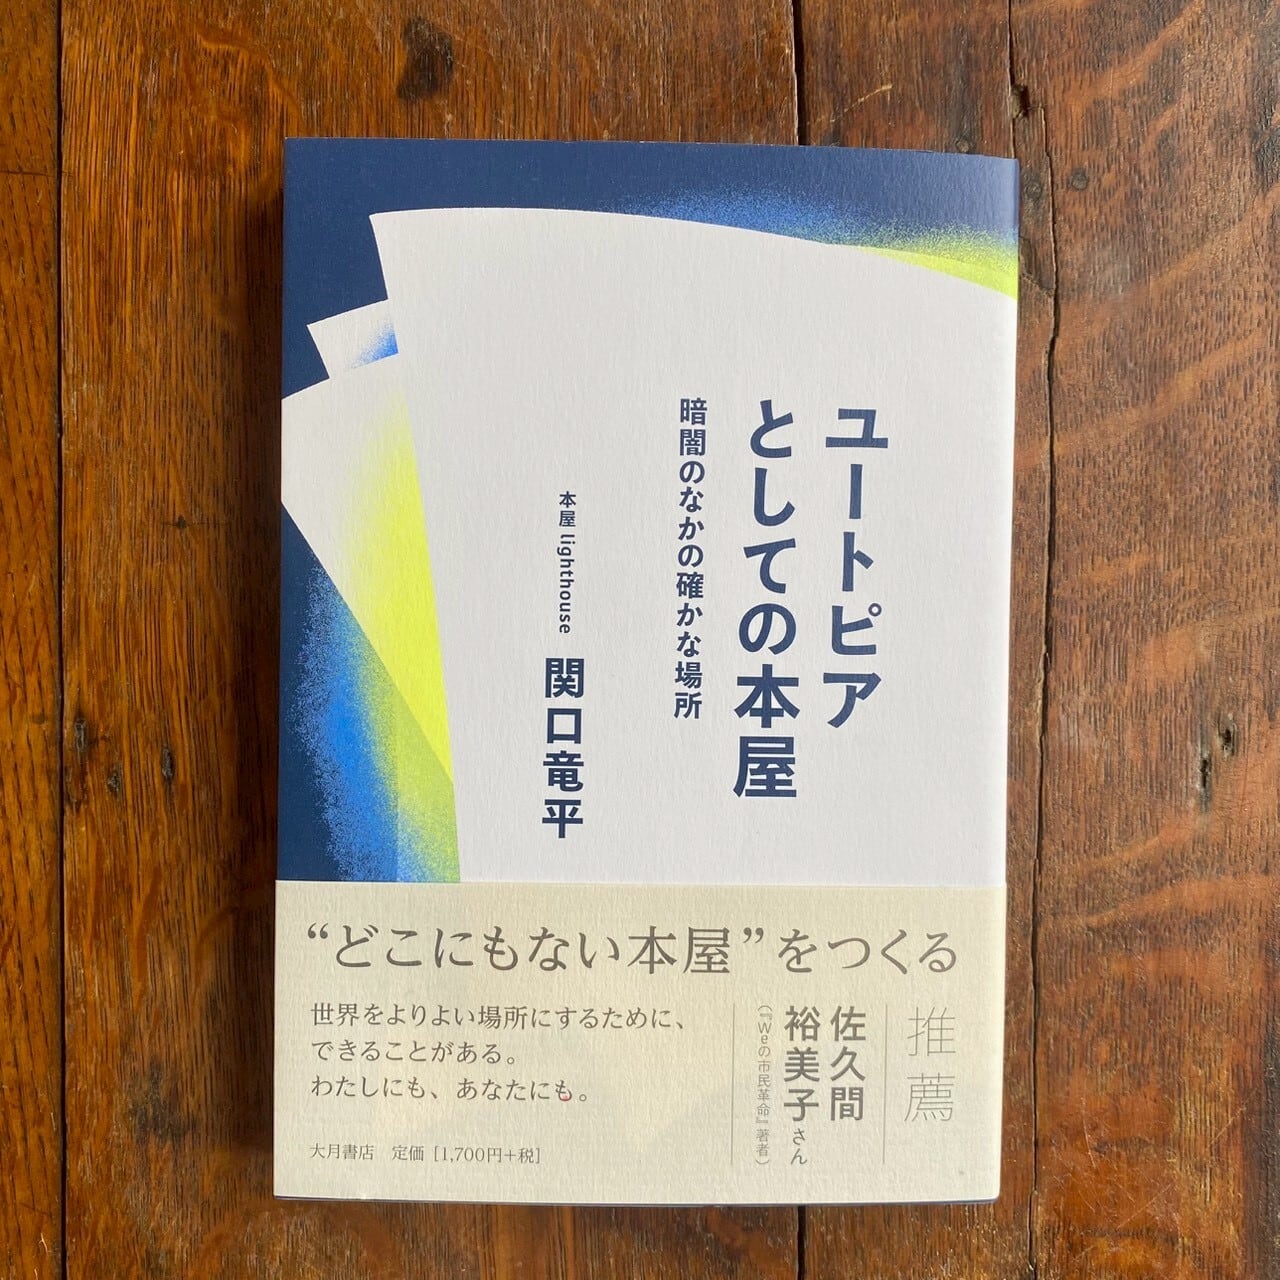 ユートピア
としての本屋
暗闇のなかの確かな場所
本屋 lighthouse 関口竜平
“どこにもない本屋”をつくる
世界をよりよい場所にするために、
できることがある。
わたしにも、あなたにも。
推薦
佐久間
裕美子さん
(『Weの市民革命』著者)
大月書店 定価［1,700円+税］